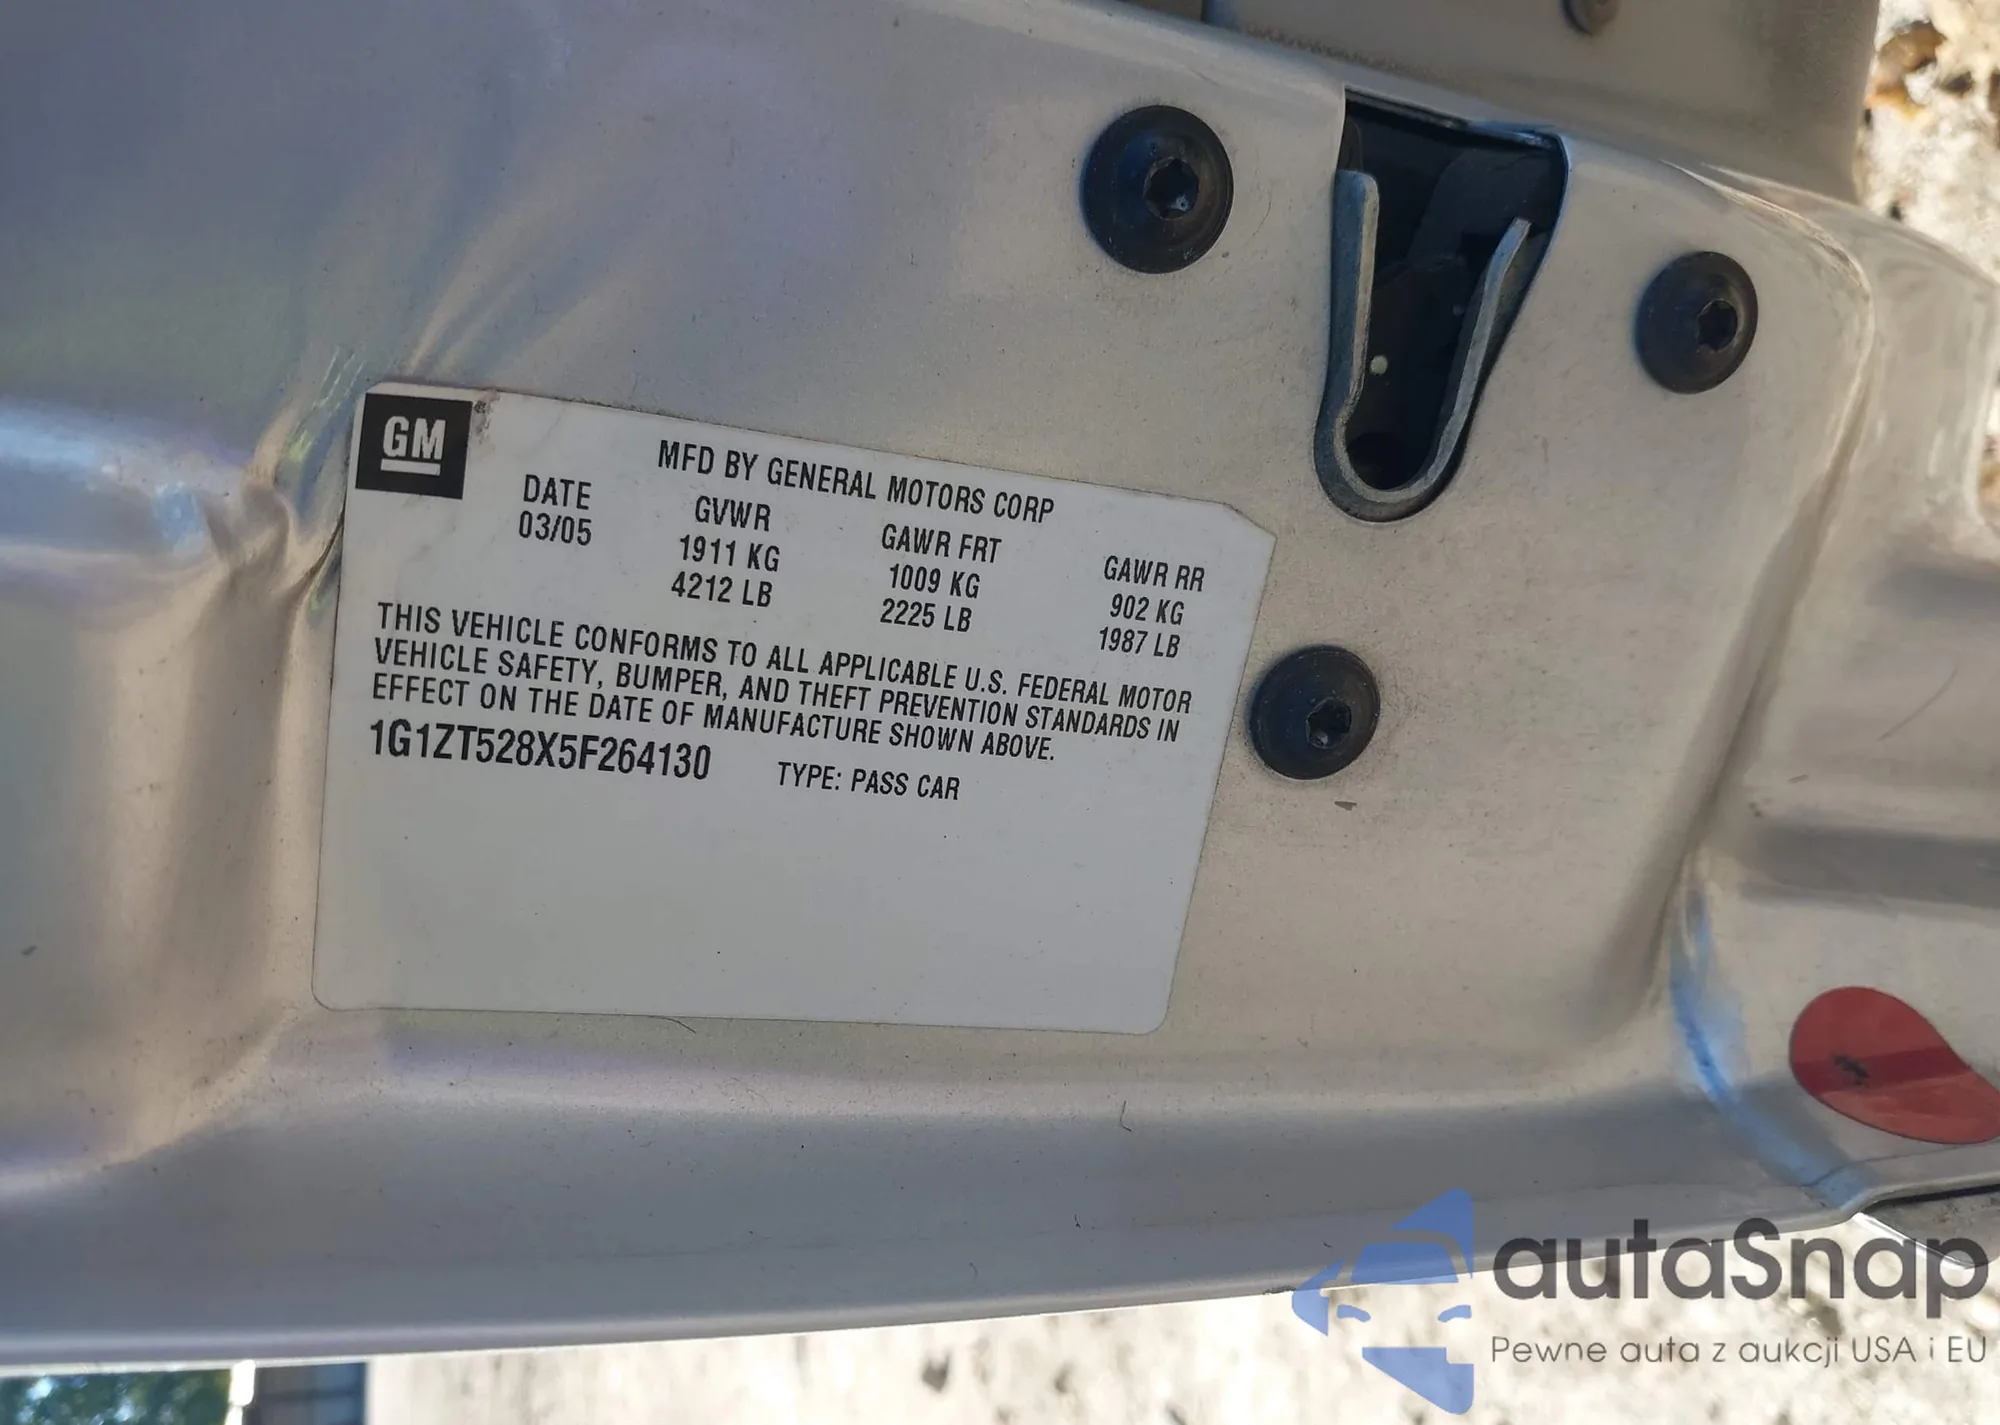 GM
MFD BY GENERAL MOTORS CORP
DATE GVWR GAWR FRT GAWR RR
03/05 1911 KG 1009 KG 902 KG
4212 LB 2225 LB 1987 LB
THIS VEHICLE CONFORMS TO ALL APPLICABLE U.S. FEDERAL MOTOR
VEHICLE SAFETY, BUMPER, AND THEFT PREVENTION STANDARDS IN
EFFECT ON THE DATE OF MANUFACTURE SHOWN ABOVE.
1G1ZT528X5F264130 TYPE: PASS CAR
autaSnap
Pewne auta z aukcji USA i EU